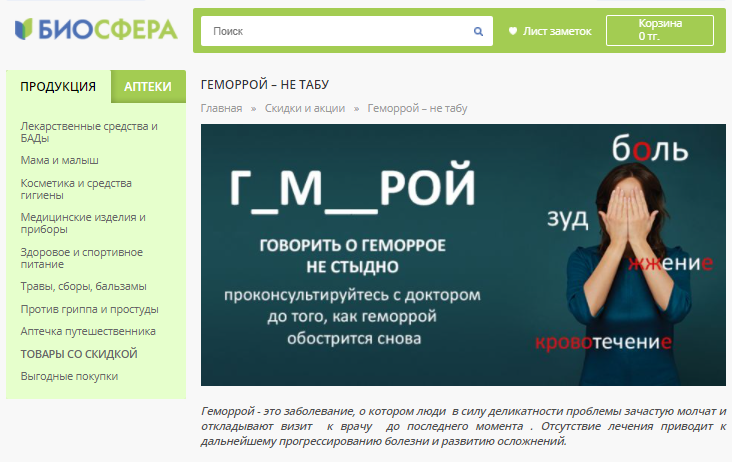 БИОСФЕРА
Поиск
Лист заметок
Корзина
0 тг.
ПРОДУКЦИЯ
АПТЕКИ
Лекарственные средства и
БАДы
Мама и малыш
Косметика и средства
гигиены
Медицинские изделия и
приборы
Здоровое и спортивное
питание
Травы, сборы, бальзамы
Против гриппа и простуды
Аптечка путешественника
ТОВАРЫ СО СКИДКОЙ
Выгодные покупки
ГЕМОРРОЙ – НЕ ТАБУ
Главная » Скидки и акции » Геморрой – не табу
Г_М__РОЙ
ГОВОРИТЬ О ГЕМОРРОЕ
НЕ СТЫДНО
проконсультируйтесь с доктором
до того, как геморрой
обострится снова
боль
зуд
жжение
кровотечение
Геморрой - это заболевание, о котором люди в силу деликатности проблемы зачастую молчат и
откладывают визит к врачу до последнего момента . Отсутствие лечения приводит к
дальнейшему прогрессированию болезни и развитию осложнений.